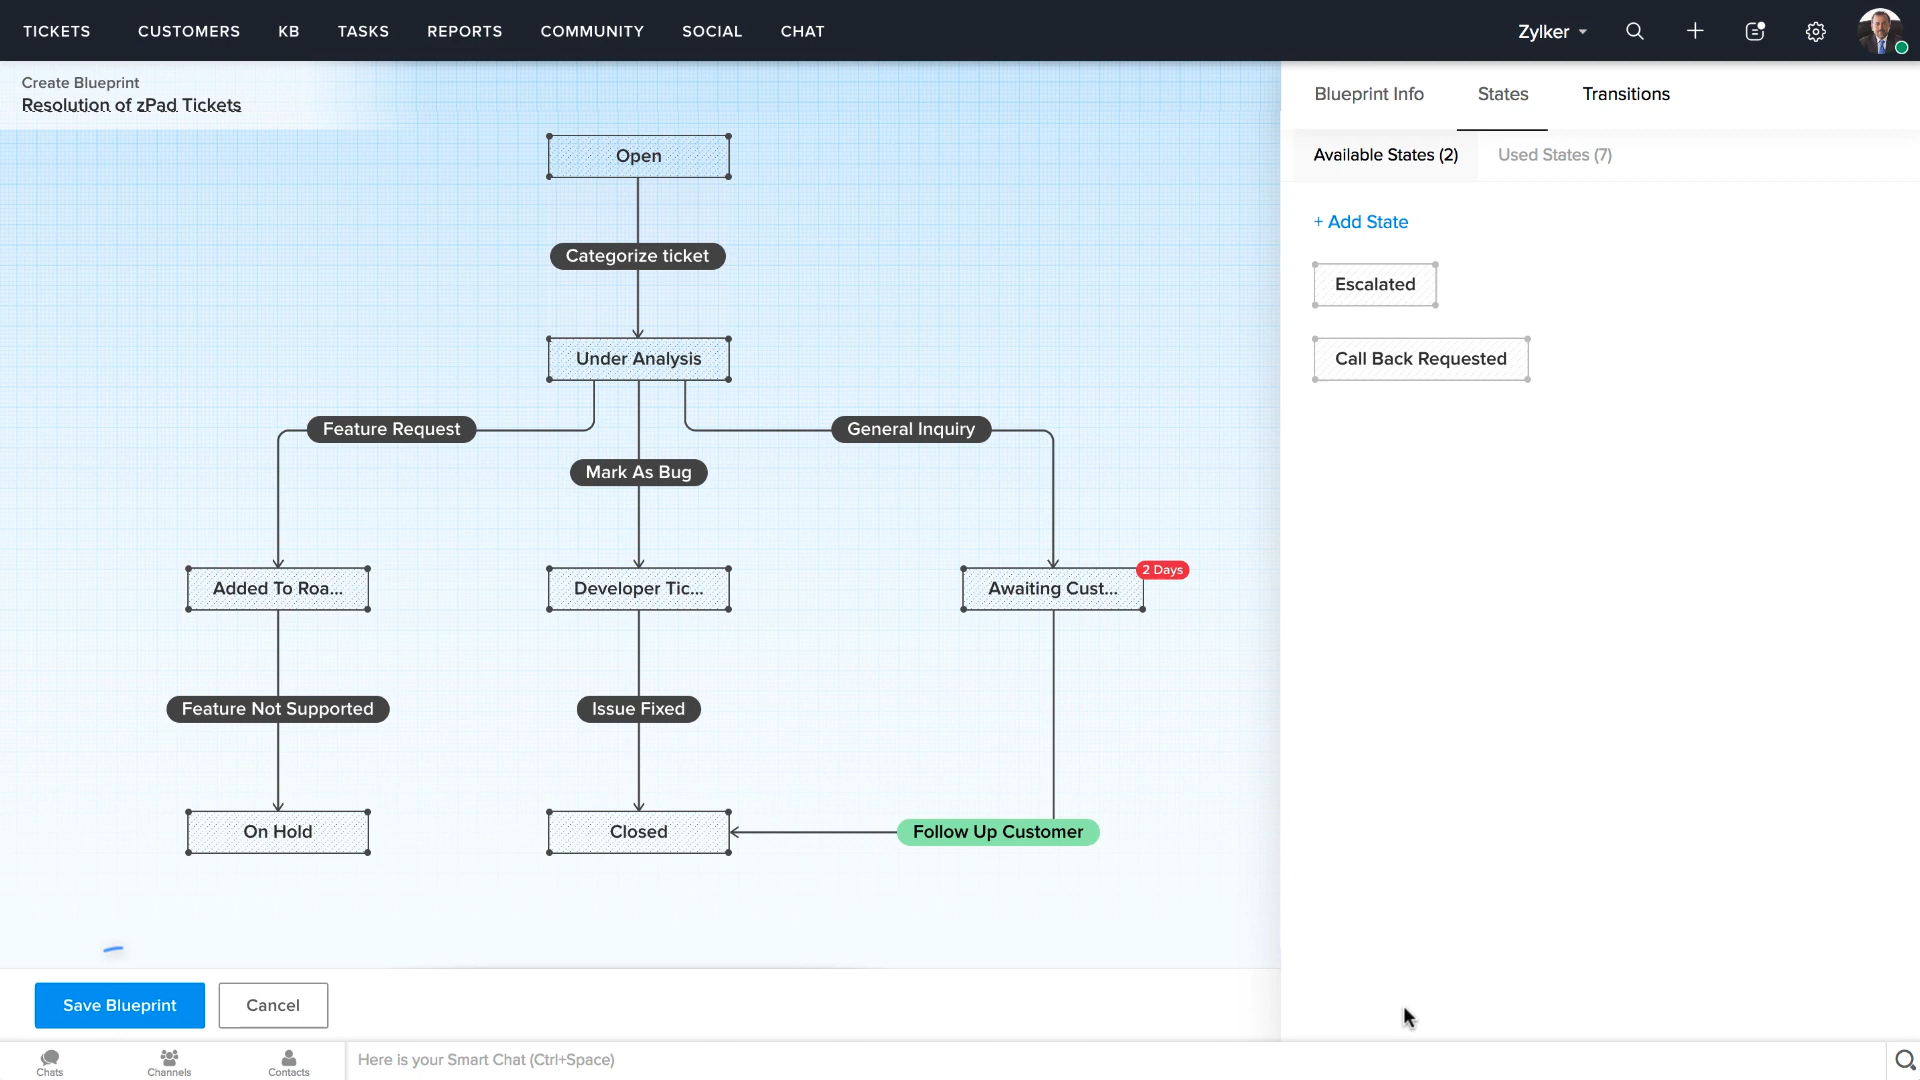 TICKETS CUSTOMERS KB TASKS REPORTS COMMUNITY SOCIAL CHAT Zylker
Create Blueprint
Resolution of zPad Tickets
Blueprint Info States Transitions
Available States (2) Used States (7)
+ Add State
Escalated
Call Back Requested
Open
Categorize ticket
Under Analysis
Feature Request
General Inquiry
Mark As Bug
Added To Roa...
Developer Tic...
Awaiting Cust...
2 Days
Feature Not Supported
Issue Fixed
On Hold
Closed
Follow Up Customer
Save Blueprint Cancel
Chats Channels Contacts
Here is your Smart Chat (Ctrl+Space)